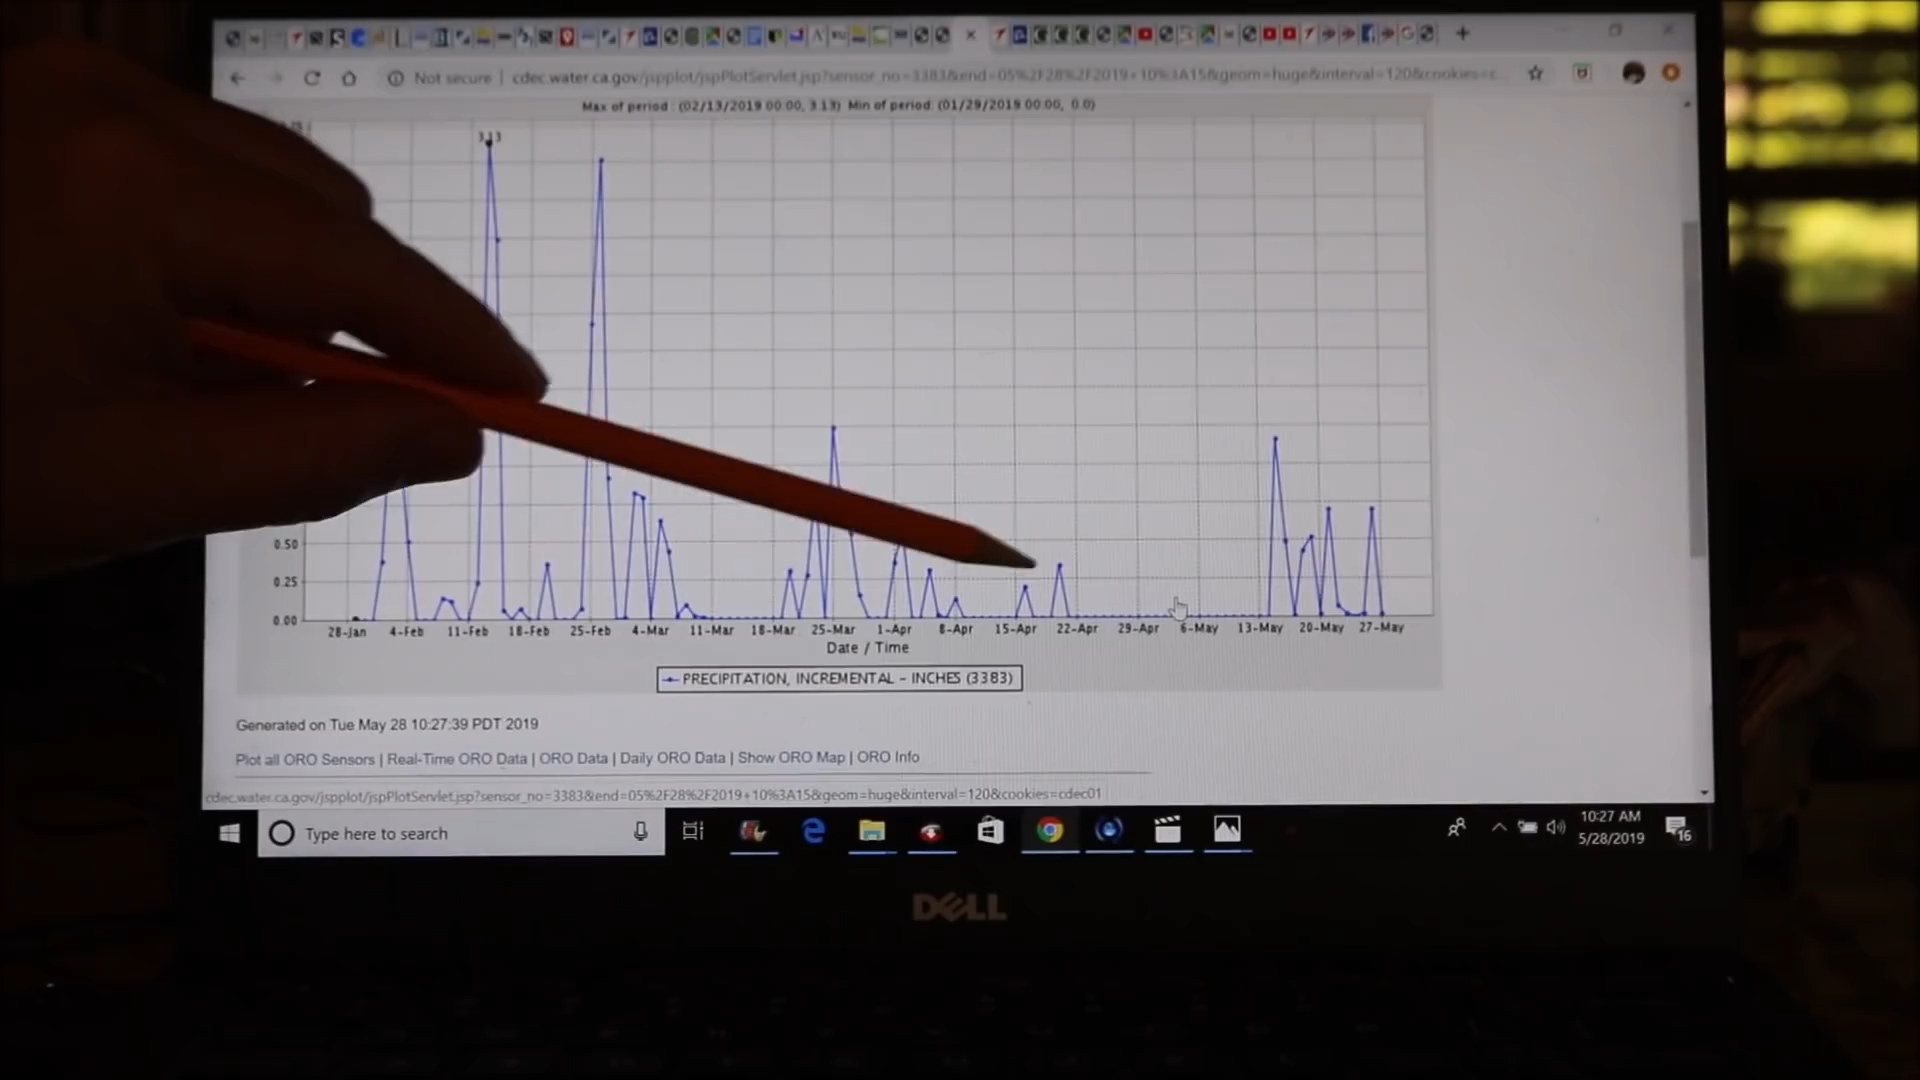 Not secure | cdec.water.ca.gov/jspplot/jspPlotServlet.jsp?sensor_no=3383&end=05%2F28%2F2019+10%3A15&geom=huge&interval=120&cookies=c...
Max of period : (02/13/2019 00:00, 3.13) Min of period: (01/29/2019 00:00, 0.0)
3.13
0.50
0.25
0.00
28-Jan 4-Feb 11-Feb 18-Feb 25-Feb 4-Mar 11-Mar 18-Mar 25-Mar 1-Apr 8-Apr 15-Apr 22-Apr 29-Apr 6-May 13-May 20-May 27-May
Date / Time
PRECIPITATION, INCREMENTAL - INCHES (3383)
Generated on Tue May 28 10:27:39 PDT 2019
Plot all ORO Sensors | Real-Time ORO Data | ORO Data | Daily ORO Data | Show ORO Map | ORO Info
cdec.water.ca.gov/jspplot/jspPlotServlet.jsp?sensor_no=3383&end=05%2F28%2F2019+10%3A15&geom=huge&interval=120&cookies=cdec01
Type here to search
10:27 AM
5/28/2019
16
DELL